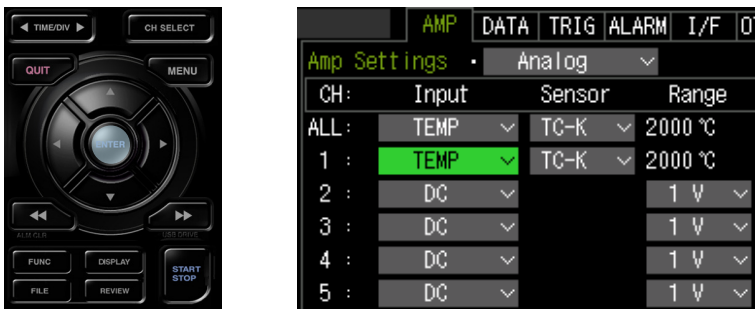 ◀ TIME/DIV ▶ CH SELECT
QUIT MENU
ENTER
ALM CLR. USB DRIVE
FUNC DISPLAY START STOP
FILE REVIEW
AMP DATA TRIG ALARM I/F
Amp Settings · Analog
CH: Input Sensor Range
ALL: TEMP TC-K 2000 ℃
1 : TEMP TC-K 2000 ℃
2 : DC 1 V
3 : DC 1 V
4 : DC 1 V
5 : DC 1 V